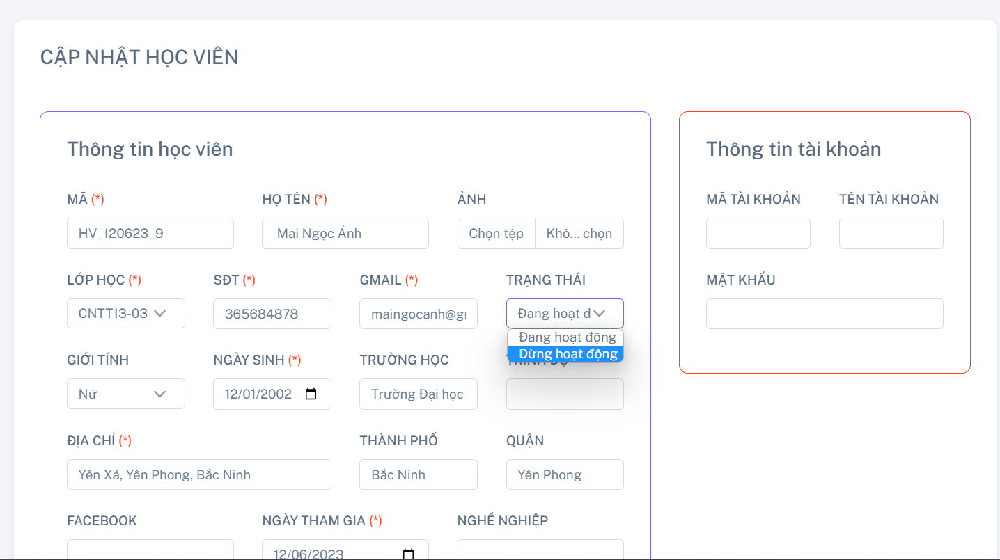 CẬP NHẬT HỌC VIÊN
Thông tin học viên
MÃ (*)
HỌ TÊN (*)
ẢNH
HV_120623_9
Mai Ngọc Ánh
Chọn tệp
Khô... chọn
LỚP HỌC (*)
SĐT (*)
GMAIL (*)
TRẠNG THÁI
CNTT13-03
365684878
maingocanh@g
Đang hoạt đ
Đang hoạt động
Dừng hoạt động
GIỚI TÍNH
NGÀY SINH (*)
TRƯỜNG HỌC
TRÌNH ĐỘ
Nữ
12/01/2002
Trường Đại học
ĐỊA CHỈ (*)
THÀNH PHỐ
QUẬN
Yên Xá, Yên Phong, Bắc Ninh
Bắc Ninh
Yên Phong
FACEBOOK
NGÀY THAM GIA (*)
NGHỀ NGHIỆP
12/06/2023
Thông tin tài khoản
MÃ TÀI KHOẢN
TÊN TÀI KHOẢN
MẬT KHẨU